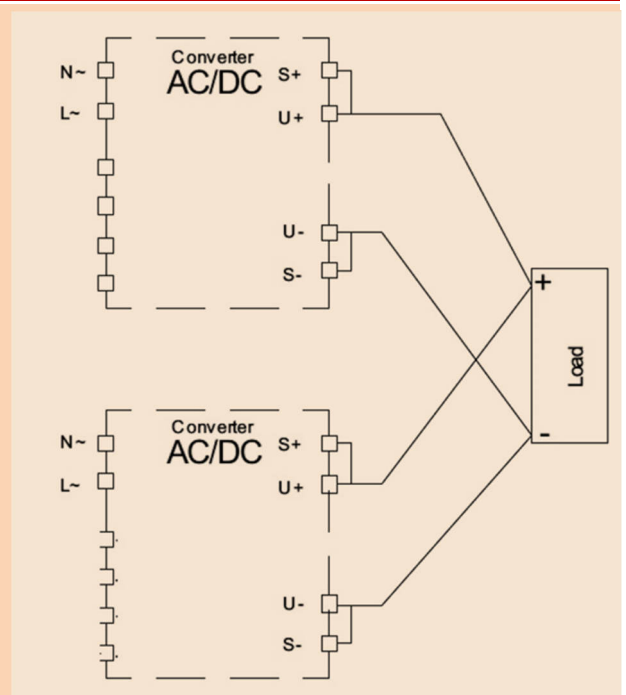 Converter
AC/DC
N~
L~
S+
U+
U-
S-
+
Load
-
Converter
AC/DC
N~
L~
S+
U+
U-
S-